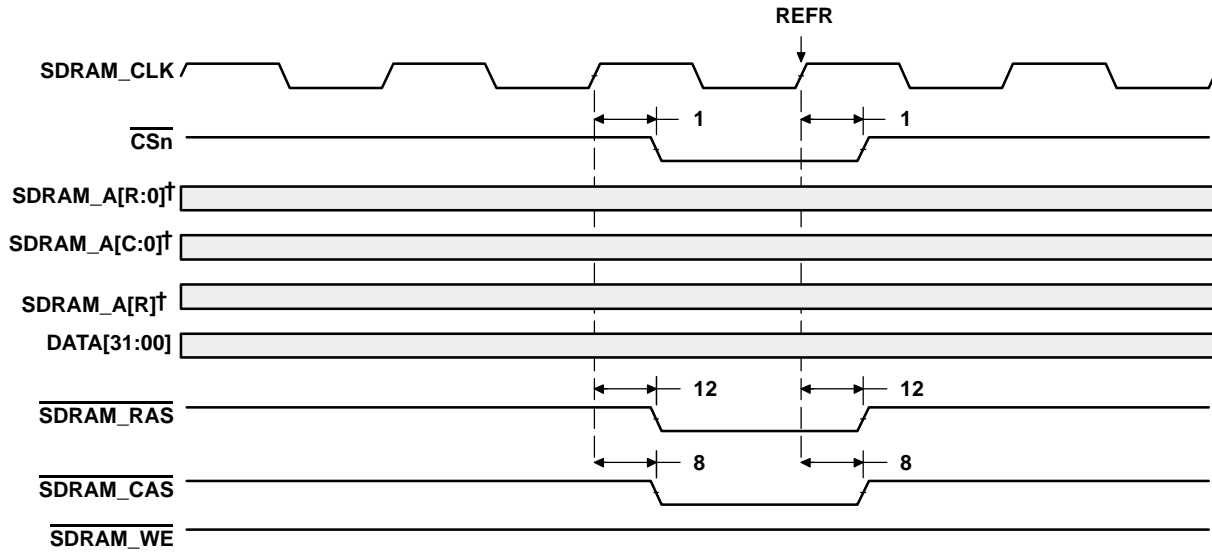 REFR
SDRAM_CLK
1 1
CSn
SDRAM_A[R:0]†
SDRAM_A[C:0]†
SDRAM_A[R]†
DATA[31:00]
12 12
SDRAM_RAS
8 8
SDRAM_CAS
SDRAM_WE